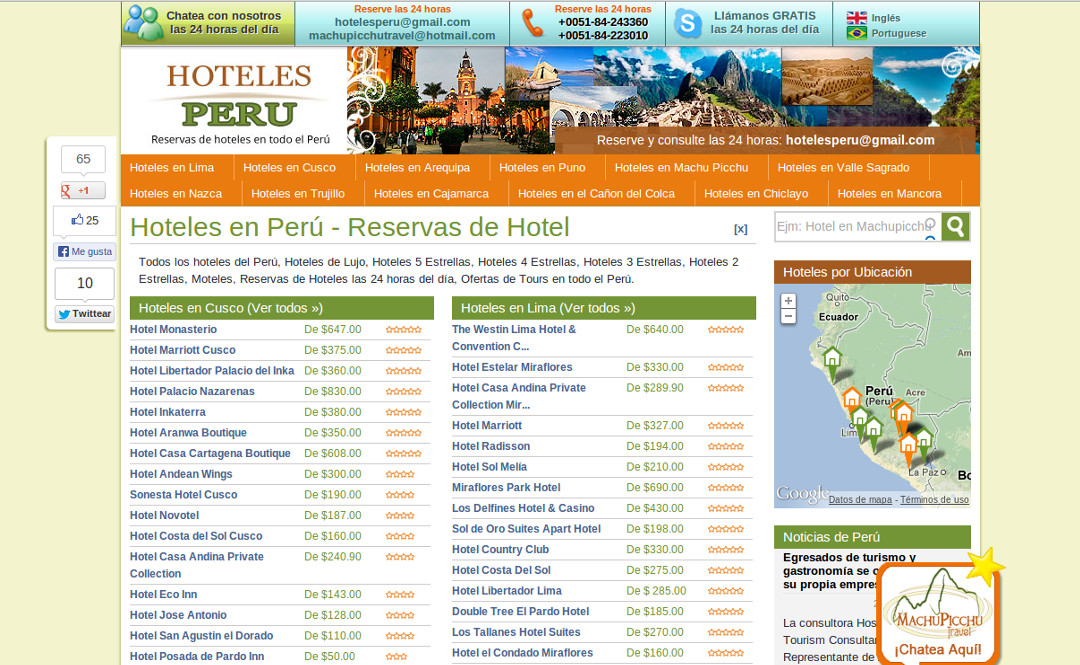 Chatea con nosotros
las 24 horas del día
Reserve las 24 horas
hotelesperu@gmail.com
machupicchutravel@hotmail.com
Reserve las 24 horas
+0051-84-243360
+0051-84-223010
Llámanos GRATIS
las 24 horas del día
Inglés
Portuguese
HOTELES
PERU
Reservas de hoteles en todo el Perú
Reserve y consulte las 24 horas: hotelesperu@gmail.com
Hoteles en Lima
Hoteles en Cusco
Hoteles en Arequipa
Hoteles en Puno
Hoteles en Machu Picchu
Hoteles en Valle Sagrado
Hoteles en Nazca
Hoteles en Trujillo
Hoteles en Cajamarca
Hoteles en el Cañon del Colca
Hoteles en Chiclayo
Hoteles en Mancora
65
+1
25
Me gusta
10
Twittear
Hoteles en Perú - Reservas de Hotel
[x]
Todos los hoteles del Perú, Hoteles de Lujo, Hoteles 5 Estrellas, Hoteles 4 Estrellas, Hoteles 3 Estrellas, Hoteles 2
Estrellas, Moteles, Reservas de Hoteles las 24 horas del día, Ofertas de Tours en todo el Perú.
Hoteles en Cusco (Ver todos »)
Hotel Monasterio De $647.00
Hotel Marriott Cusco De $375.00
Hotel Libertador Palacio del Inka De $360.00
Hotel Palacio Nazarenas De $830.00
Hotel Inkaterra De $380.00
Hotel Aranwa Boutique De $350.00
Hotel Casa Cartagena Boutique De $608.00
Hotel Andean Wings De $300.00
Sonesta Hotel Cusco De $190.00
Hotel Novotel De $187.00
Hotel Costa del Sol Cusco De $160.00
Hotel Casa Andina Private De $240.90
Collection
Hotel Eco Inn De $143.00
Hotel Jose Antonio De $128.00
Hotel San Agustin el Dorado De $110.00
Hotel Posada de Pardo Inn De $50.00
Hoteles en Lima (Ver todos »)
The Westin Lima Hotel & De $640.00
Convention C...
Hotel Estelar Miraflores De $330.00
Hotel Casa Andina Private De $289.90
Collection Mir...
Hotel Marriott De $327.00
Hotel Radisson De $194.00
Hotel Sol Melía De $210.00
Miraflores Park Hotel De $690.00
Los Delfines Hotel & Casino De $430.00
Sol de Oro Suites Apart Hotel De $198.00
Hotel Country Club De $330.00
Hotel Costa Del Sol De $275.00
Hotel Libertador Lima De $ 285.00
Double Tree El Pardo Hotel De $185.00
Los Tallanes Hotel Suites De $270.00
Hotel el Condado Miraflores De $160.00
Ejm: Hotel en Machupicchu
Hoteles por Ubicación
+
−
Quito
Ecuador
Am
Perú
(Peru)
Acre
Lim
La Paz
Bo
Google
Datos de mapa - Términos de uso
Noticias de Perú
Egresados de turismo y
gastronomía se
su propia empre
La consultora Hos
Tourism Consultan
Representante de
MACHUPICCHU
Travel
¡Chatea Aquí!